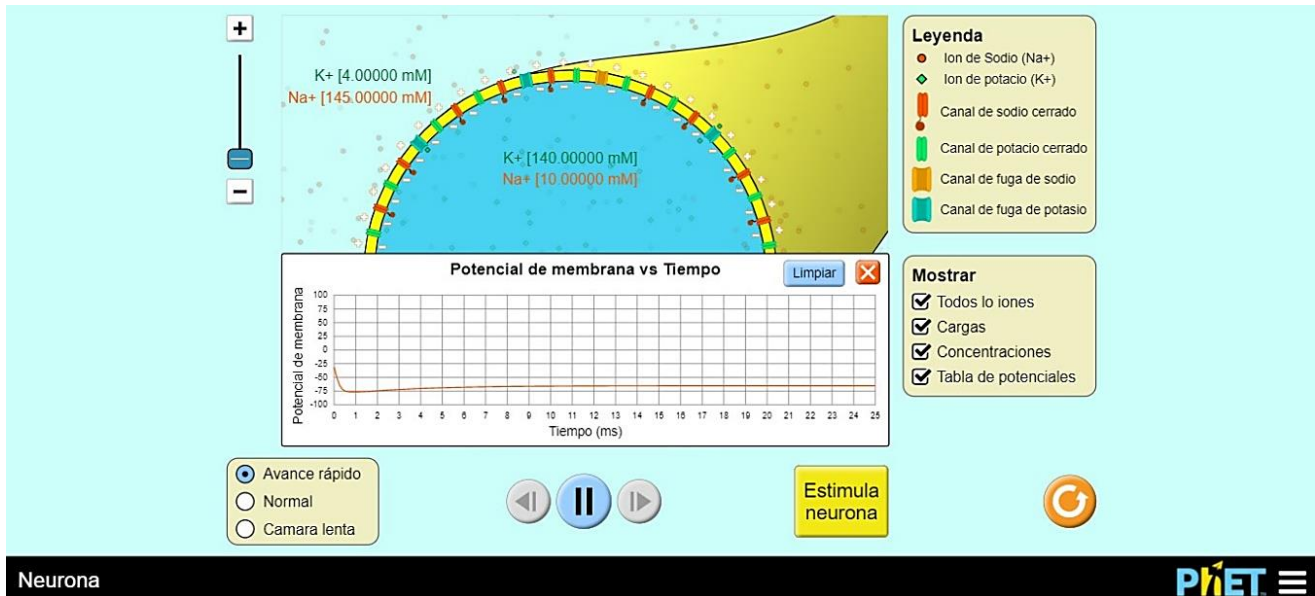 +
−
K+ [4.00000 mM]
Na+ [145.00000 mM]
K+ [140.00000 mM]
Na+ [10.00000 mM]
Leyenda
Ion de Sodio (Na+)
Ion de potacio (K+)
Canal de sodio cerrado
Canal de potacio cerrado
Canal de fuga de sodio
Canal de fuga de potasio
Potencial de membrana vs Tiempo
Limpiar
Potencial de membrana
100
75
50
25
0
-25
-50
-75
-100
0 1 2 3 4 5 6 7 8 9 10 11 12 13 14 15 16 17 18 19 20 21 22 23 24 25
Tiempo (ms)
Mostrar
Todos lo iones
Cargas
Concentraciones
Tabla de potenciales
Avance rápido
Normal
Camara lenta
Estimula
neurona
Neurona
PhET